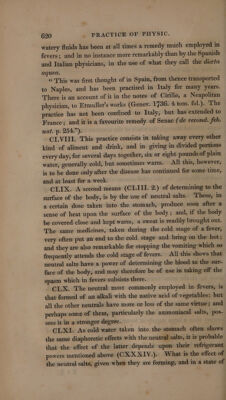 620 PRACTICE OF PHYSIC.
watery fluids has been at all times a remedy much employed in
fevers; and in no instance more remarkably than by the Spanish
and Italian physicians, in the use of what they call the diæta
aquea.
“ This was first thought of in Spain, from thence transported
to Naples, and has been practised in Italy for many years.
There is an account of it in the notes of Cirillo, a Neapolitan
physician, to Etmuller's works (Genev. 1736. 4 tom. fol.). The
practice has not been confined to Italy, but has extended to
France; and it is a favourite remedy of Senac (de recond. feb.
nat. p. 254.”).
CLVIII. This practice consists in taking away every other
kind of aliment and drink, and in giving in divided portions
every day, for several days together, six or eight pounds of plain
water, generally cold, but sometimes warm. All this, however,
is to be done only after the disease has continued for some time,
and at least for a week.
CLIX. A second means (CLIII. 2.) of determining to the
surface of the body, is by the use of neutral salts. These, in
a certain dose taken into the stomach, produce soon after a
sense of heat upon the surface of the body; and, if the body
be covered close and kept warm, a sweat is readily brought out.
The same medicines, taken during the cold stage of a fever,
very often put an end to the cold stage and bring on the hot;
and they are also remarkable for stopping the vomiting which so
frequently attends the cold stage of fevers. All this shows that
neutral salts have a power of determining the blood to the sur-
face of the body, and may therefore be of use in taking off the
spasm which in fevers subsists there.
CLX. The neutral most commonly employed in fevers, is
that formed of an alkali with the native acid of vegetables: but
all the other neutrals have more or less of the same virtue; and
perhaps some of them, particularly the ammoniacal salts, pos-
sess it in a stronger degree.
CLXI. As cold water taken into the stomach often shows
the same diaphoretic effects with the neutral salts, it is probable
that the effect of the latter depends upon their refrigerant
powers mentioned above (CXXXIV.). What is the effect of
the neutral salts, given when they are forming, and in a state of